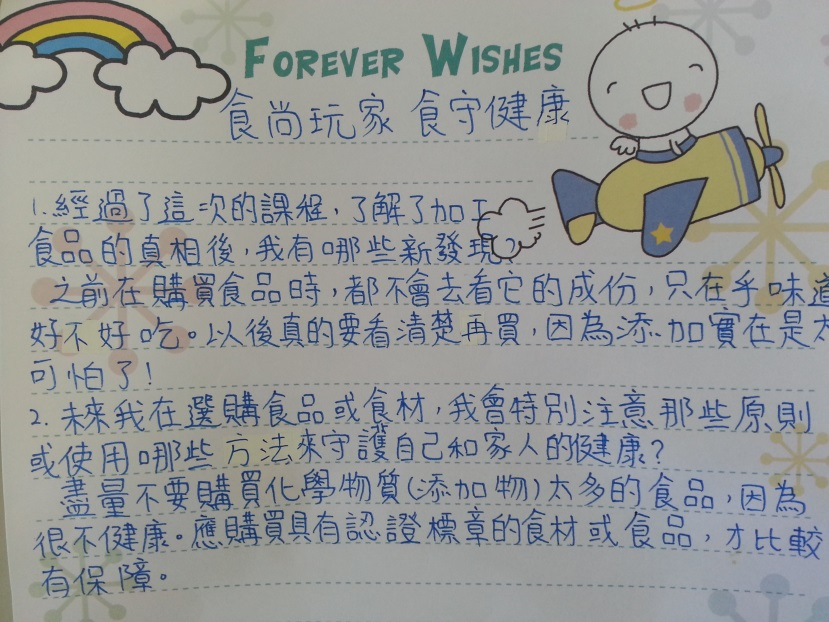 FOREVER WISHES
食尚玩家 食守健康
1.經過了這次的課程，了解了加工
食品的真相後，我有哪些新發現?
之前在購買食品時，都不會去看它的成份，只在乎味道
好不好吃。以後真的要看清楚再買，因為添加實在是太
可怕了!
2. 未來我在選購食品或食材，我會特別注意那些原則
或使用哪些方法來守護自己和家人的健康?
盡量不要購買化學物質(添加物)太多的食品，因為
很不健康。應購買具有認證標章的食材或食品，才比較
有保障。